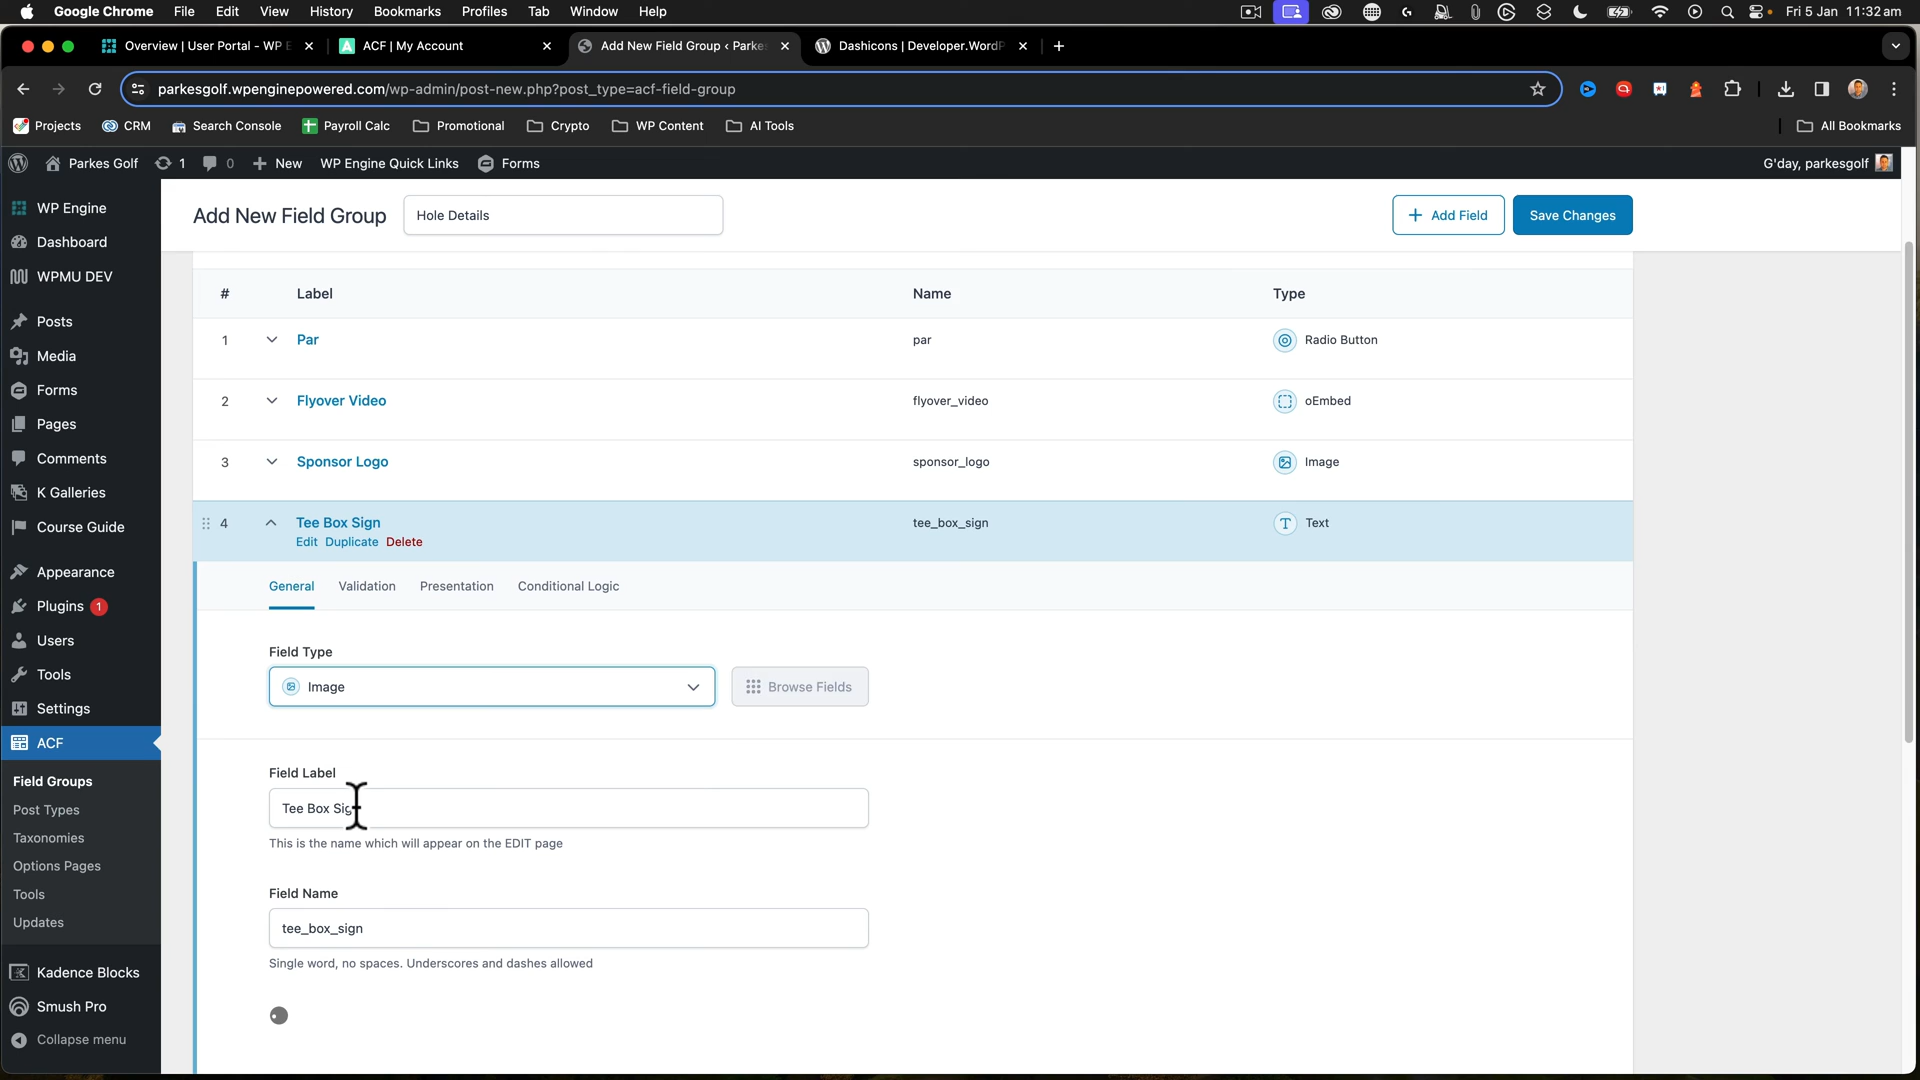 Google Chrome File Edit View History Bookmarks Profiles Tab Window Help Fri 5 Jan 11:32 am
Overview | User Portal - WP E ACF | My Account Add New Field Group ‹ Parke Dashicons | Developer.WordP
parkesgolf.wpenginepowered.com/wp-admin/post-new.php?post_type=acf-field-group
Projects CRM Search Console Payroll Calc Promotional Crypto WP Content AI Tools All Bookmarks
Parkes Golf 1 0 New WP Engine Quick Links Forms G'day, parkesgolf
WP Engine
Dashboard
WPMU DEV
Posts
Media
Forms
Pages
Comments
K Galleries
Course Guide
Appearance
Plugins 1
Users
Tools
Settings
ACF
Field Groups
Post Types
Taxonomies
Options Pages
Tools
Updates
Kadence Blocks
Smush Pro
Collapse menu
Add New Field Group Hole Details + Add Field Save Changes
# Label Name Type
1 Par par Radio Button
2 Flyover Video flyover_video oEmbed
3 Sponsor Logo sponsor_logo Image
4 Tee Box Sign tee_box_sign Text
Edit Duplicate Delete
General Validation Presentation Conditional Logic
Field Type
Image Browse Fields
Field Label
Tee Box Sig
This is the name which will appear on the EDIT page
Field Name
tee_box_sign
Single word, no spaces. Underscores and dashes allowed